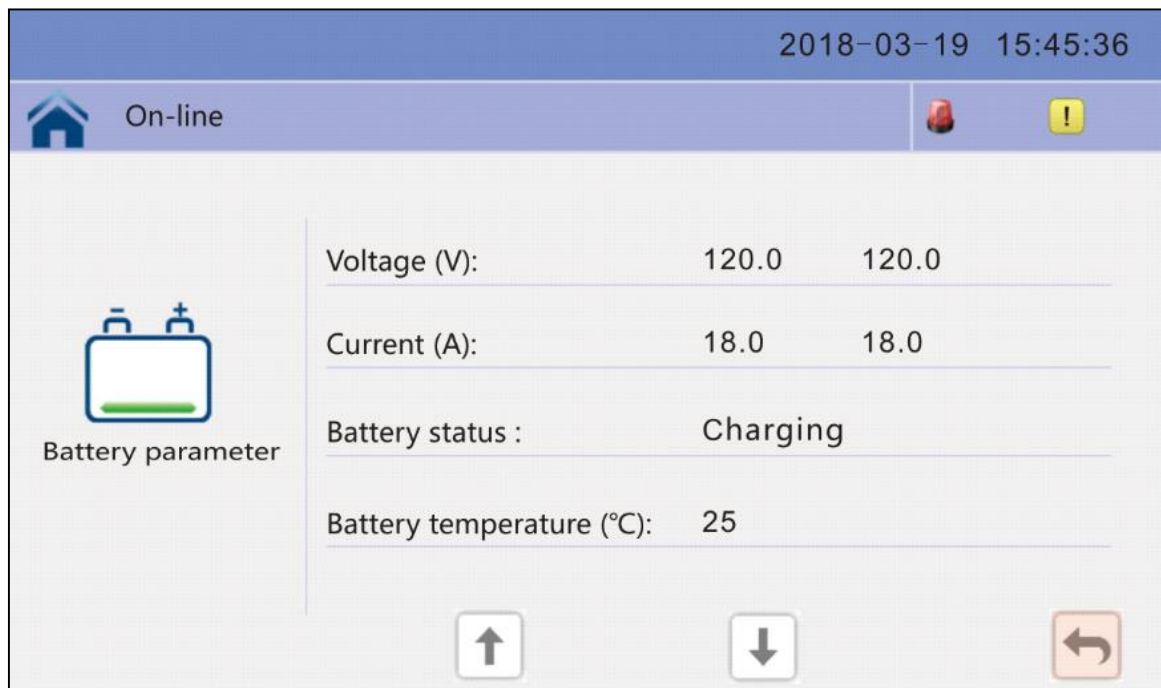 2018-03-19 15:45:36
On-line
!
Voltage (V): 120.0 120.0
Current (A): 18.0 18.0
Battery status : Charging
Battery parameter
Battery temperature (℃): 25